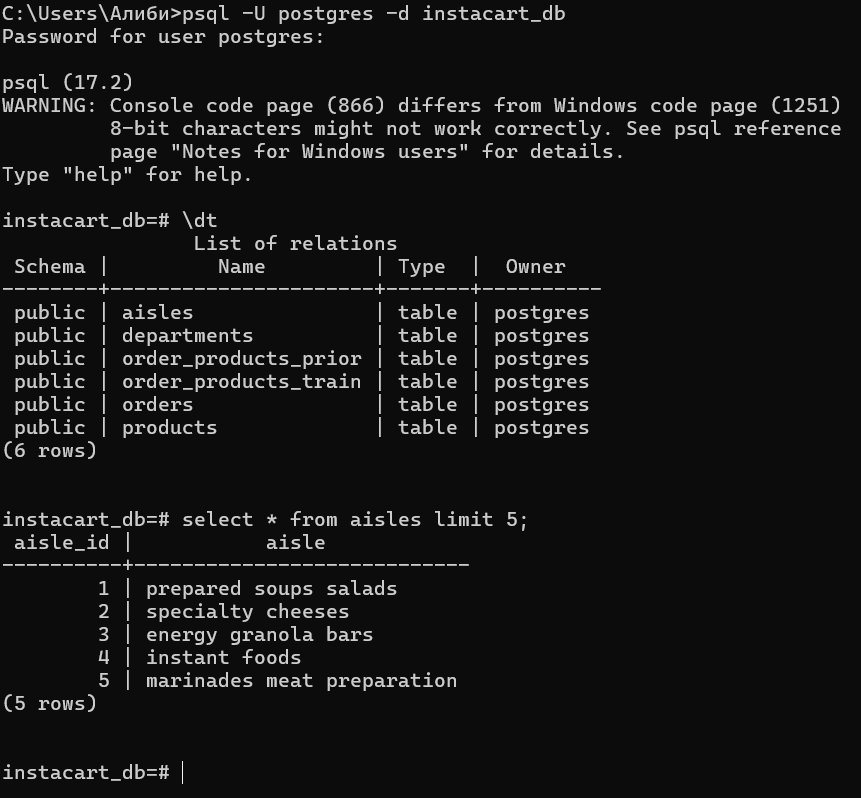 C:\Users\Алиби>psql -U postgres -d instacart_db
Password for user postgres:
psql (17.2)
WARNING: Console code page (866) differs from Windows code page (1251)
         8-bit characters might not work correctly. See psql reference
         page "Notes for Windows users" for details.
Type "help" for help.
instacart_db=# \dt
                List of relations
 Schema |         Name         | Type  |  Owner
--------+----------------------+-------+----------
 public | aisles               | table | postgres
 public | departments          | table | postgres
 public | order_products_prior | table | postgres
 public | order_products_train | table | postgres
 public | orders               | table | postgres
 public | products             | table | postgres
(6 rows)
instacart_db=# select * from aisles limit 5;
 aisle_id |           aisle
----------+----------------------------
        1 | prepared soups salads
        2 | specialty cheeses
        3 | energy granola bars
        4 | instant foods
        5 | marinades meat preparation
(5 rows)
instacart_db=#